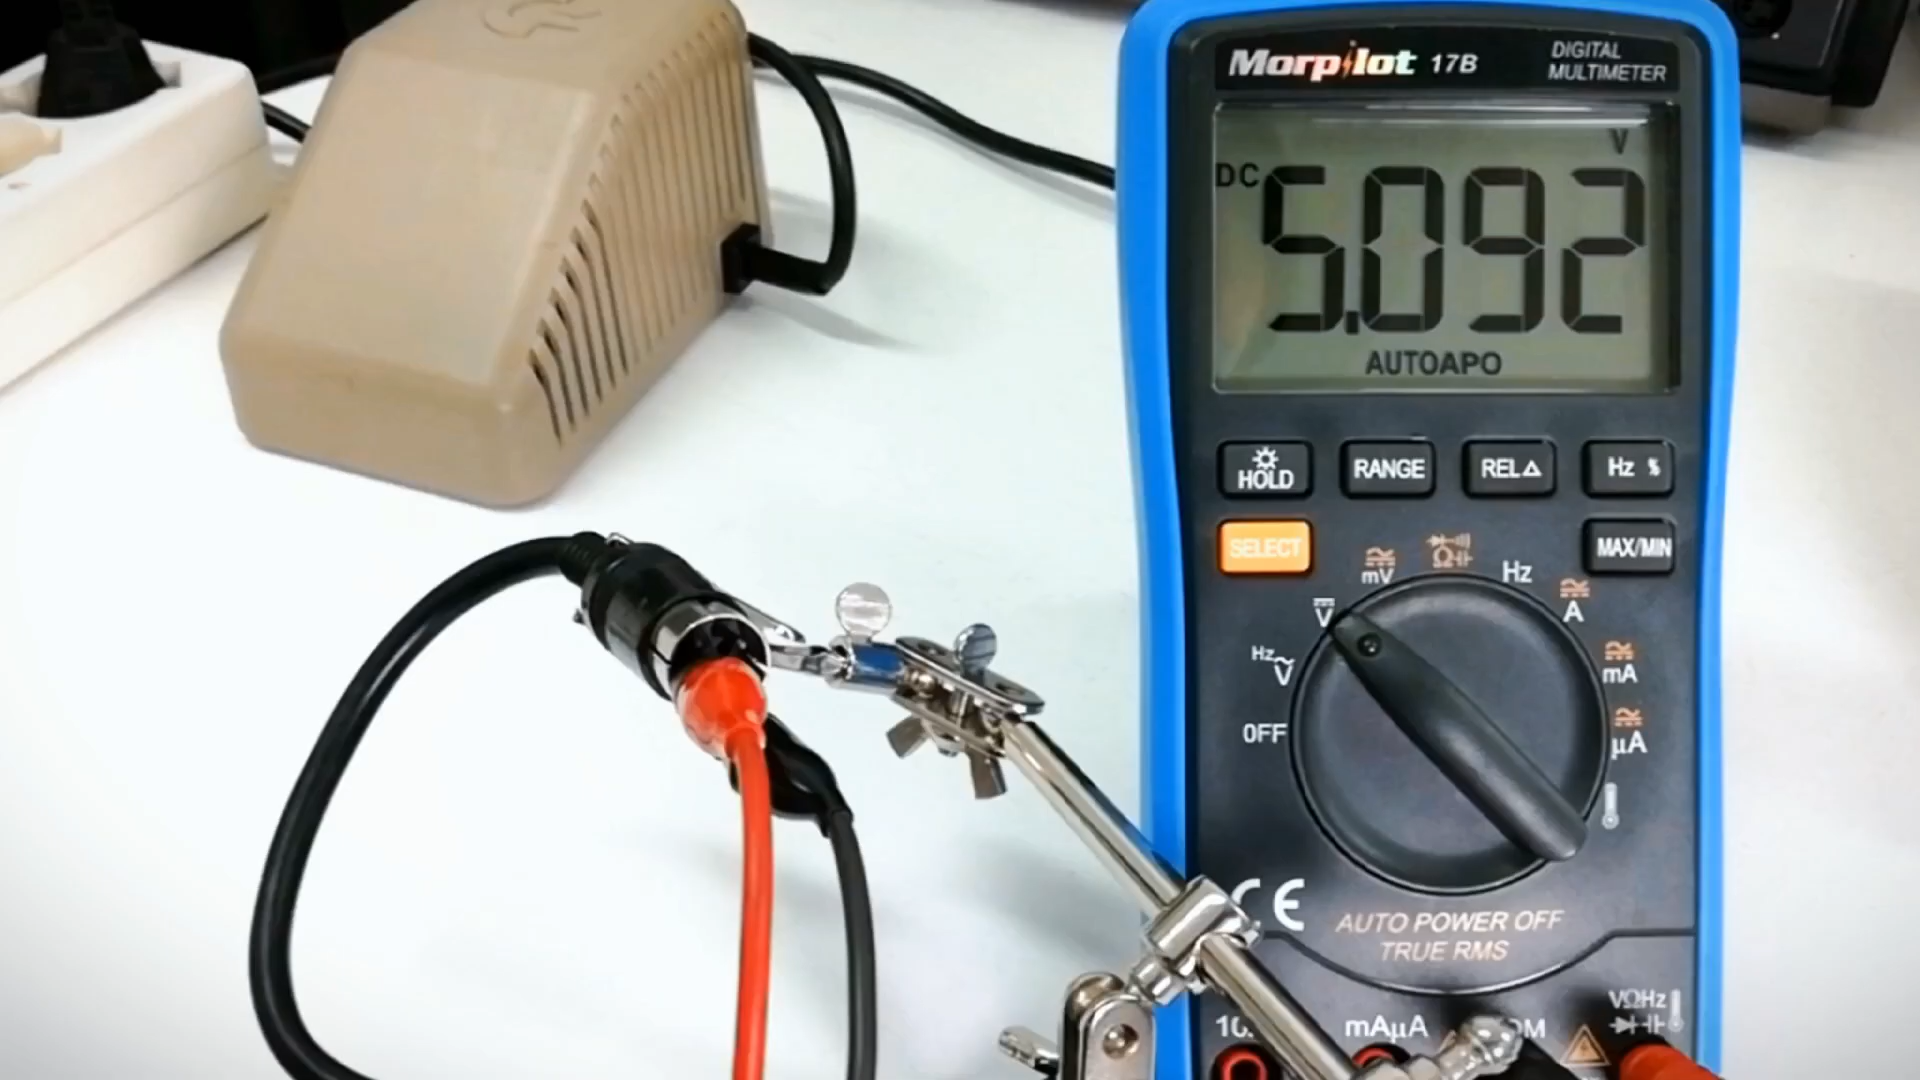 Morpilot 17B
DIGITAL
MULTIMETER
V
DC 5.092
AUTOAPO
HOLD
RANGE
REL△
Hz %
SELECT
MAX/MIN
mV
Ω
Hz
A
V
Hz
V
mA
OFF
µA
CE
AUTO POWER OFF
TRUE RMS
VΩHz
mAµA